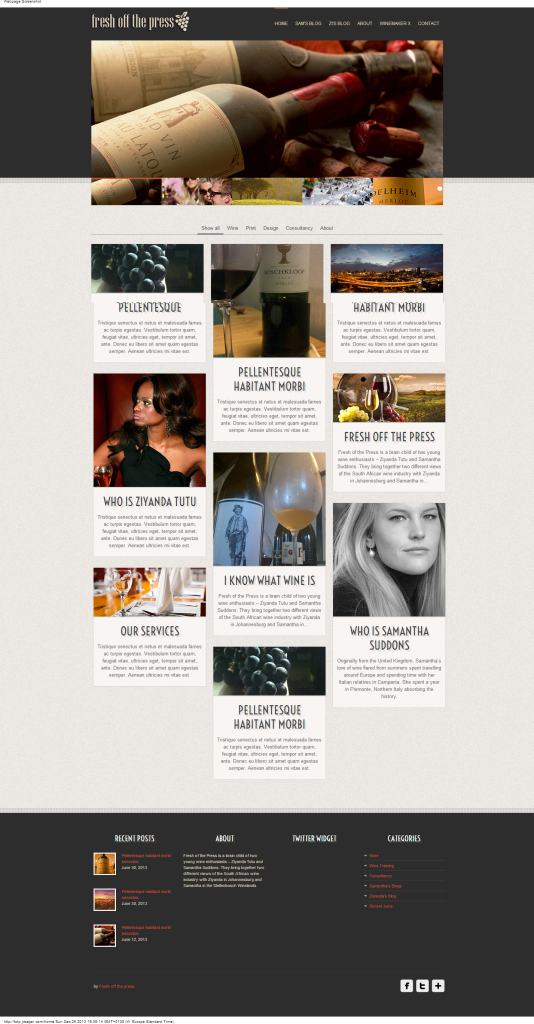 Webpage Screenshot
fresh off the press
HOME SAM'S BLOG ZI'S BLOG ABOUT WINEMAKER X CONTACT
GRAND VIN
DELHEIM
MERLOT
Show all Wine Print Design Consultancy About
PELLENTESQUE
Tristique senectus et netus et malesuada fames
ac turpis egestas. Vestibulum tortor quam,
feugiat vitae, ultricies eget, tempor sit amet,
ante. Donec eu libero sit amet quam egestas
semper. Aenean ultricies mi vitae est.
WHO IS ZIYANDA TUTU
Tristique senectus et netus et malesuada fames
ac turpis egestas. Vestibulum tortor quam,
feugiat vitae, ultricies eget, tempor sit amet,
ante. Donec eu libero sit amet quam egestas
semper. Aenean ultricies mi vitae est.
OUR SERVICES
Tristique senectus et netus et malesuada fames
ac turpis egestas. Vestibulum tortor quam,
feugiat vitae, ultricies eget, tempor sit amet,
ante. Donec eu libero sit amet quam egestas
semper. Aenean ultricies mi vitae est.
PELLENTESQUE
HABITANT MORBI
Tristique senectus et netus et malesuada fames
ac turpis egestas. Vestibulum tortor quam,
feugiat vitae, ultricies eget, tempor sit amet,
ante. Donec eu libero sit amet quam egestas
semper. Aenean ultricies mi vitae est.
I KNOW WHAT WINE IS
Fresh of the Press is a brain child of two young
wine enthusiasts – Ziyanda Tutu and Samantha
Suddons. They bring together two different views
of the South African wine industry with Ziyanda
in Johannesburg and Samantha in...
PELLENTESQUE
HABITANT MORBI
Tristique senectus et netus et malesuada fames
ac turpis egestas. Vestibulum tortor quam,
feugiat vitae, ultricies eget, tempor sit amet,
ante. Donec eu libero sit amet quam egestas
semper. Aenean ultricies mi vitae est.
HABITANT MORBI
Tristique senectus et netus et malesuada fames
ac turpis egestas. Vestibulum tortor quam,
feugiat vitae, ultricies eget, tempor sit amet,
ante. Donec eu libero sit amet quam egestas
semper. Aenean ultricies mi vitae est.
FRESH OFF THE PRESS
Fresh of the Press is a brain child of two young
wine enthusiasts – Ziyanda Tutu and Samantha
Suddons. They bring together two different views
of the South African wine industry with Ziyanda
in Johannesburg and Samantha in...
WHO IS SAMANTHA
SUDDONS
Originally from the United Kingdom, Samantha's
love of wine flared from summers spent travelling
around Europe and spending time with her
Italian relatives in Campania. She spent a year
in Piemonte, Northern Italy absorbing the
history.
RECENT POSTS
Pellentesque habitant morbi
senectus
June 30, 2013
Pellentesque habitant morbi
senectus
June 30, 2013
Pellentesque habitant morbi
senectus
June 12, 2013
ABOUT
Fresh of the Press is a brain child of two
young wine enthusiasts – Ziyanda Tutu and
Samantha Suddons. They bring together two
different views of the South African wine
industry with Ziyanda in Johannesburg and
Samantha in the Stellenbosch Winelands
TWITTER WIDGET
CATEGORIES
Wine
Wine Training
Consultancy
Samantha's Blogs
Ziyanda's Blog
by Fresh off the press